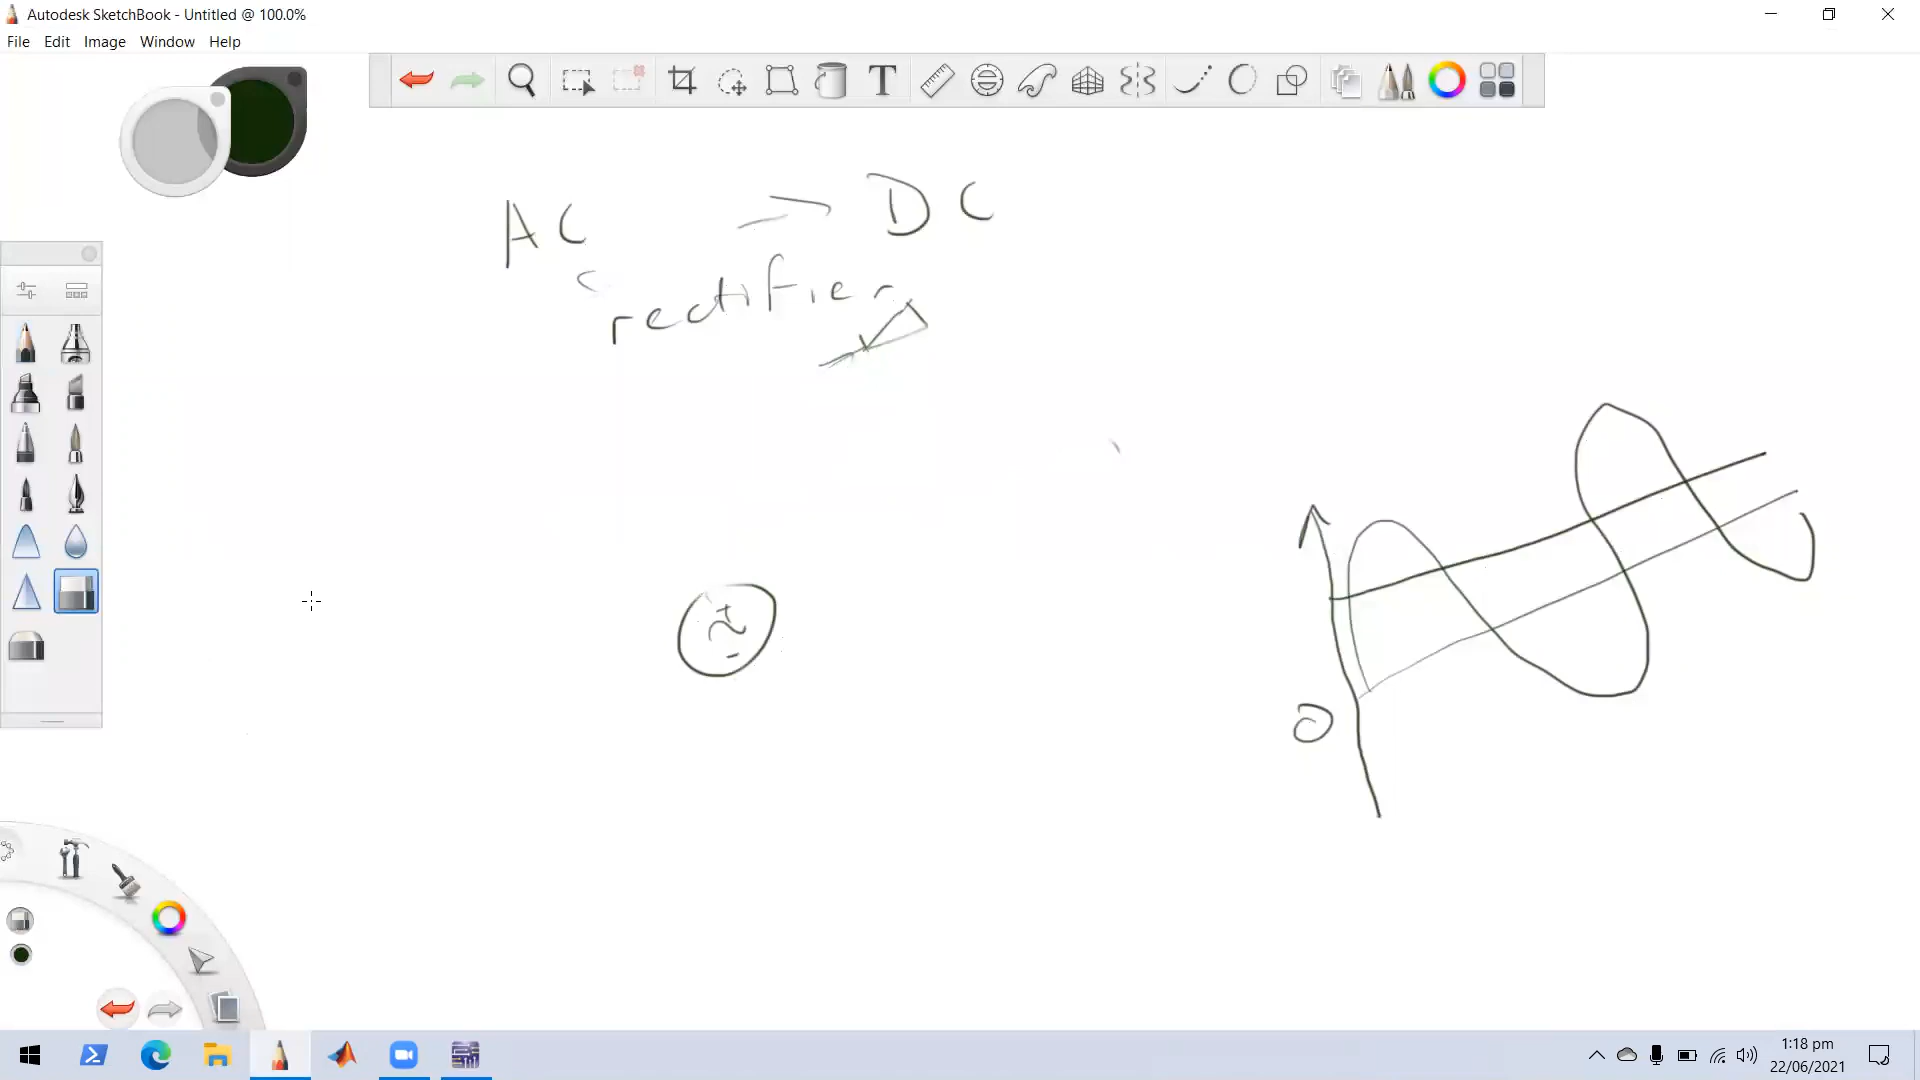 Autodesk SketchBook - Untitled @ 100.0%
File Edit Image Window Help
T
AC → DC
rectifier
+
~
-
0
1:18 pm
22/06/2021